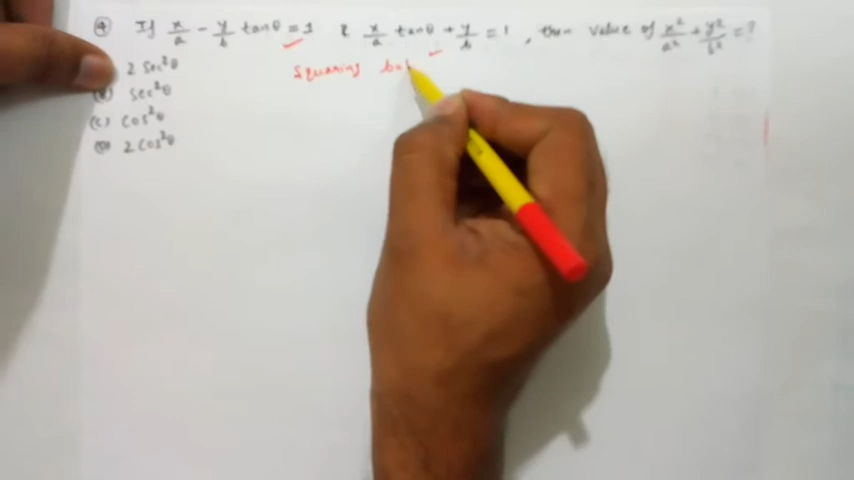 ④ If x/a - y/b tanθ = 1 & x/a tanθ + y/b = 1, then value of x²/a² + y²/b² = ?
2 Sec²θ
(B) Sec²θ
(C) Cos²θ
(D) 2 Cos²θ
Squaring